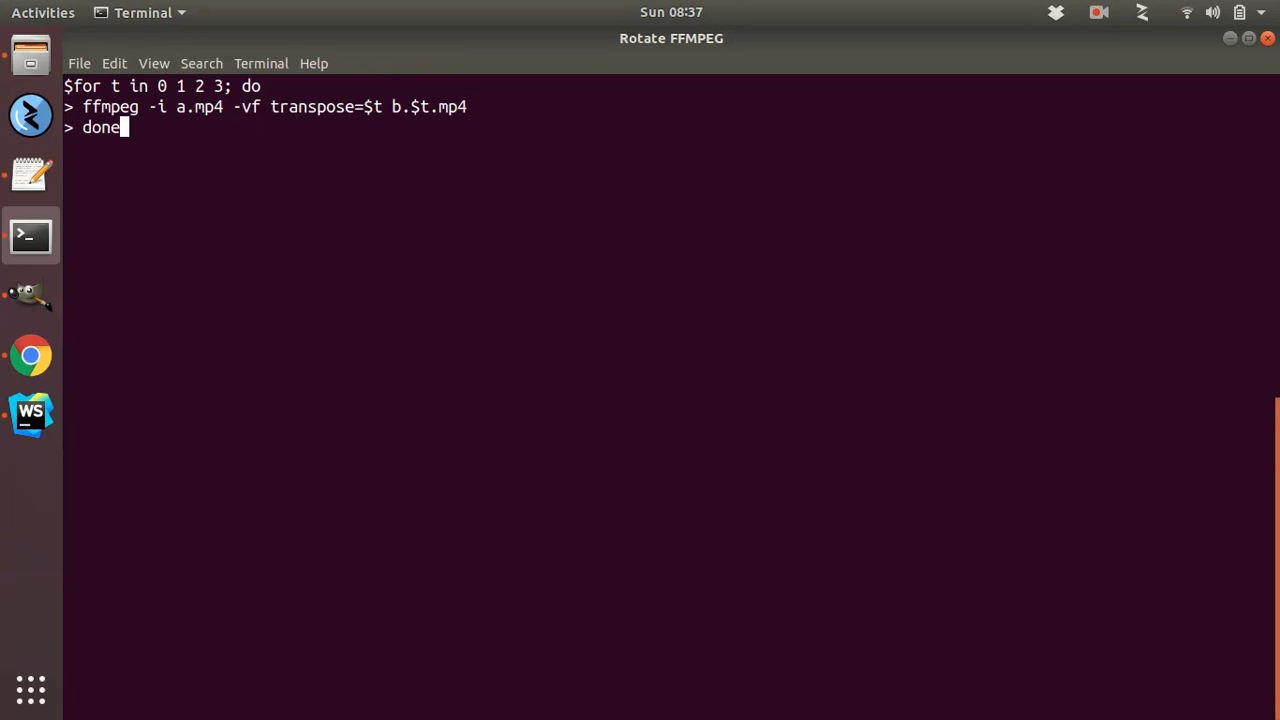 Activities
Terminal
Sun 08:37
Rotate FFMPEG
File Edit View Search Terminal Help
$for t in 0 1 2 3; do
> ffmpeg -i a.mp4 -vf transpose=$t b.$t.mp4
> done
WS